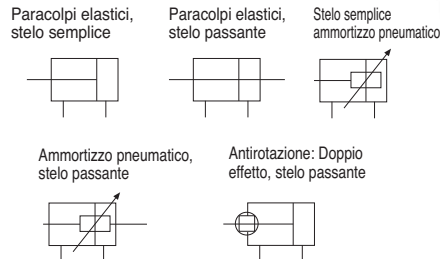 Paracolpi elastici,
stelo semplice
Paracolpi elastici,
stelo passante
Stelo semplice
ammortizzo pneumatico
Ammortizzo pneumatico,
stelo passante
Antirotazione: Doppio
effetto, stelo passante